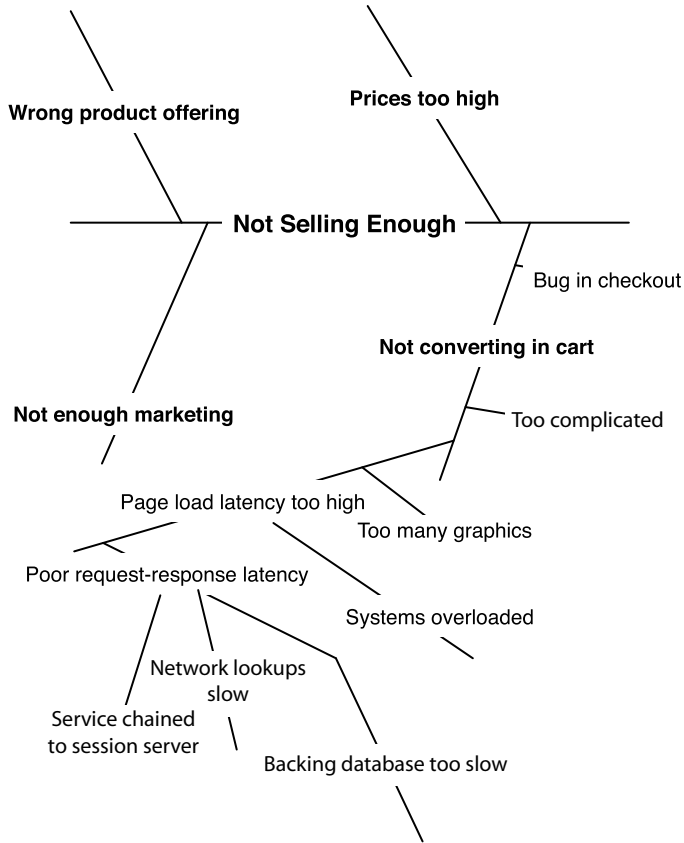 Prices too high
Wrong product offering
Not Selling Enough
Bug in checkout
Not converting in cart
Not enough marketing
Too complicated
Page load latency too high
Too many graphics
Poor request-response latency
Systems overloaded
Network lookups
slow
Service chained
to session server
Backing database too slow